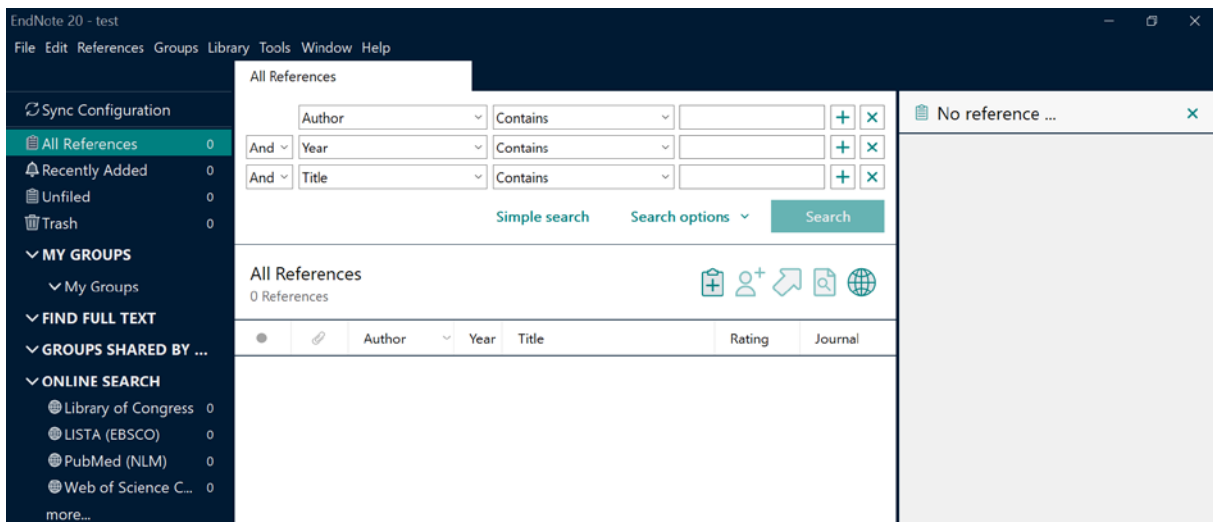 EndNote 20 - test
File Edit References Groups Library Tools Window Help
All References
Sync Configuration
All References 0
Recently Added 0
Unfiled 0
Trash 0
MY GROUPS
My Groups
FIND FULL TEXT
GROUPS SHARED BY ...
ONLINE SEARCH
Library of Congress 0
LISTA (EBSCO) 0
PubMed (NLM) 0
Web of Science C... 0
more...
Author Contains
And Year Contains
And Title Contains
Simple search Search options Search
All References
0 References
Author Year Title Rating Journal
No reference ...